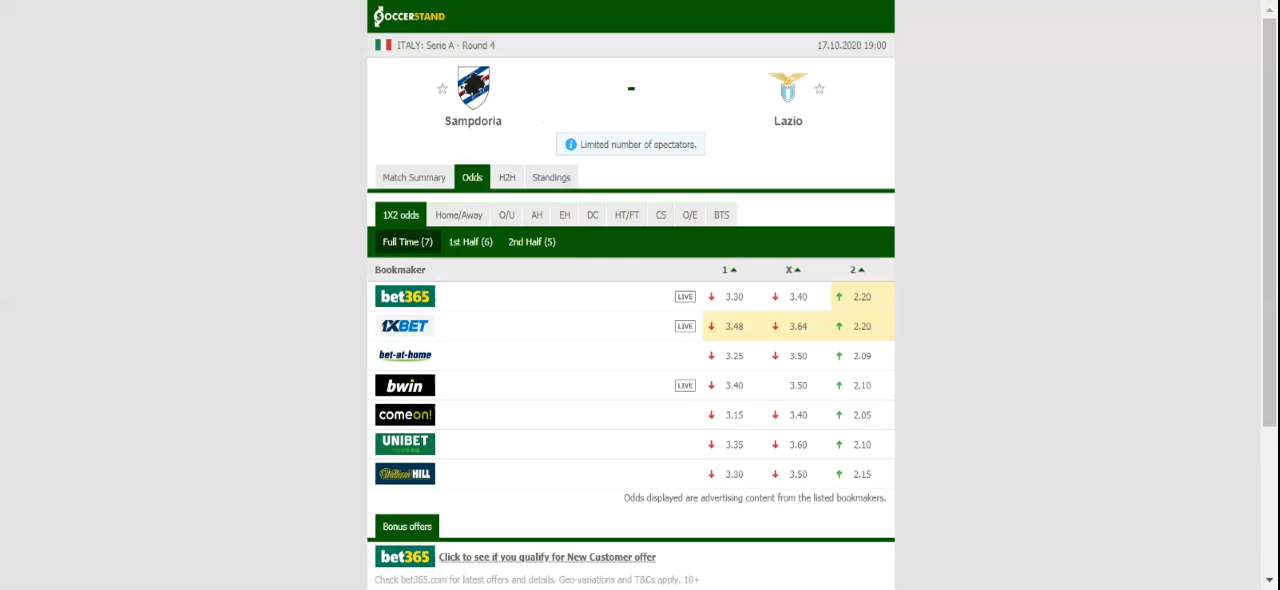 SOCCERSTAND
ITALY: Serie A - Round 4 17.10.2020 19:00
-
Sampdoria Lazio
Limited number of spectators.
Match Summary Odds H2H Standings
1X2 odds Home/Away O/U AH EH DC HT/FT CS O/E BTS
Full Time (7) 1st Half (6) 2nd Half (5)
Bookmaker 1 X 2
bet365 LIVE 3.30 3.40 2.20
1XBET LIVE 3.48 3.64 2.20
bet-at-home 3.25 3.50 2.09
bwin LIVE 3.40 3.50 2.10
comeon! 3.15 3.40 2.05
UNIBET 3.35 3.60 2.10
William HILL 3.30 3.50 2.15
Odds displayed are advertising content from the listed bookmakers.
Bonus offers
bet365 Click to see if you qualify for New Customer offer
Check bet365.com for latest offers and details. Geo-variations and T&Cs apply. 18+